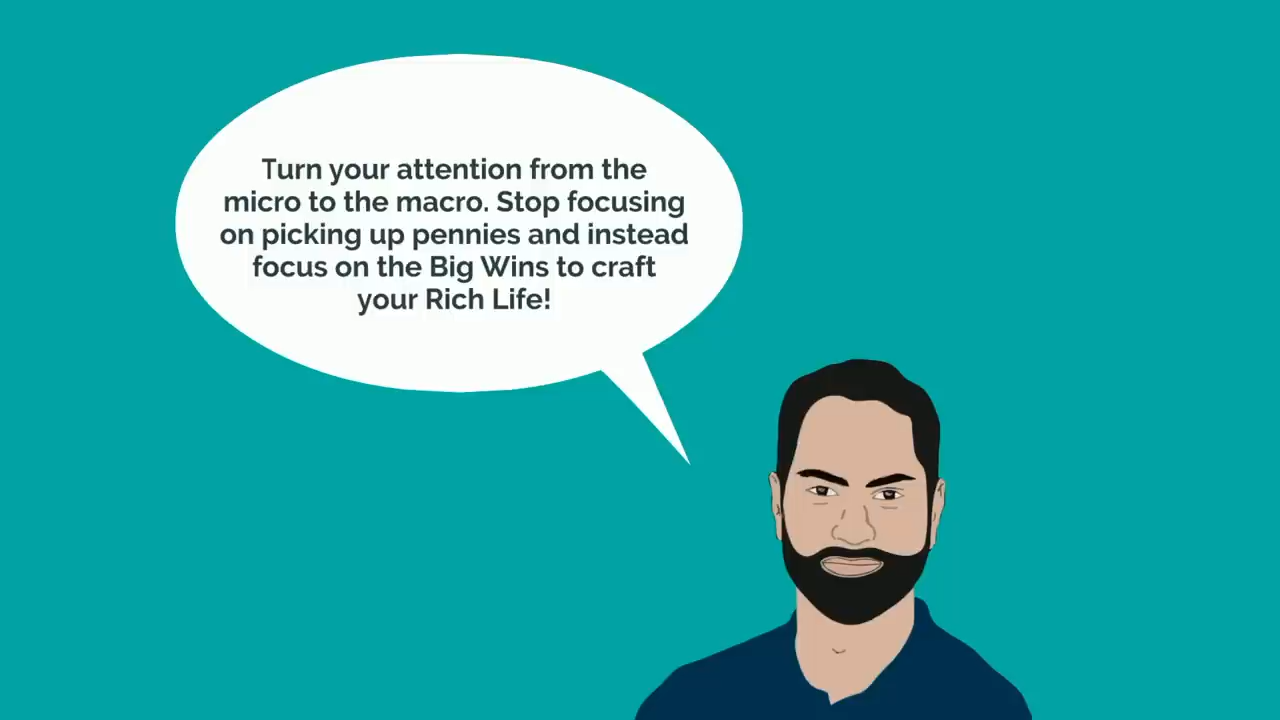 Turn your attention from the
micro to the macro. Stop focusing
on picking up pennies and instead
focus on the Big Wins to craft
your Rich Life!